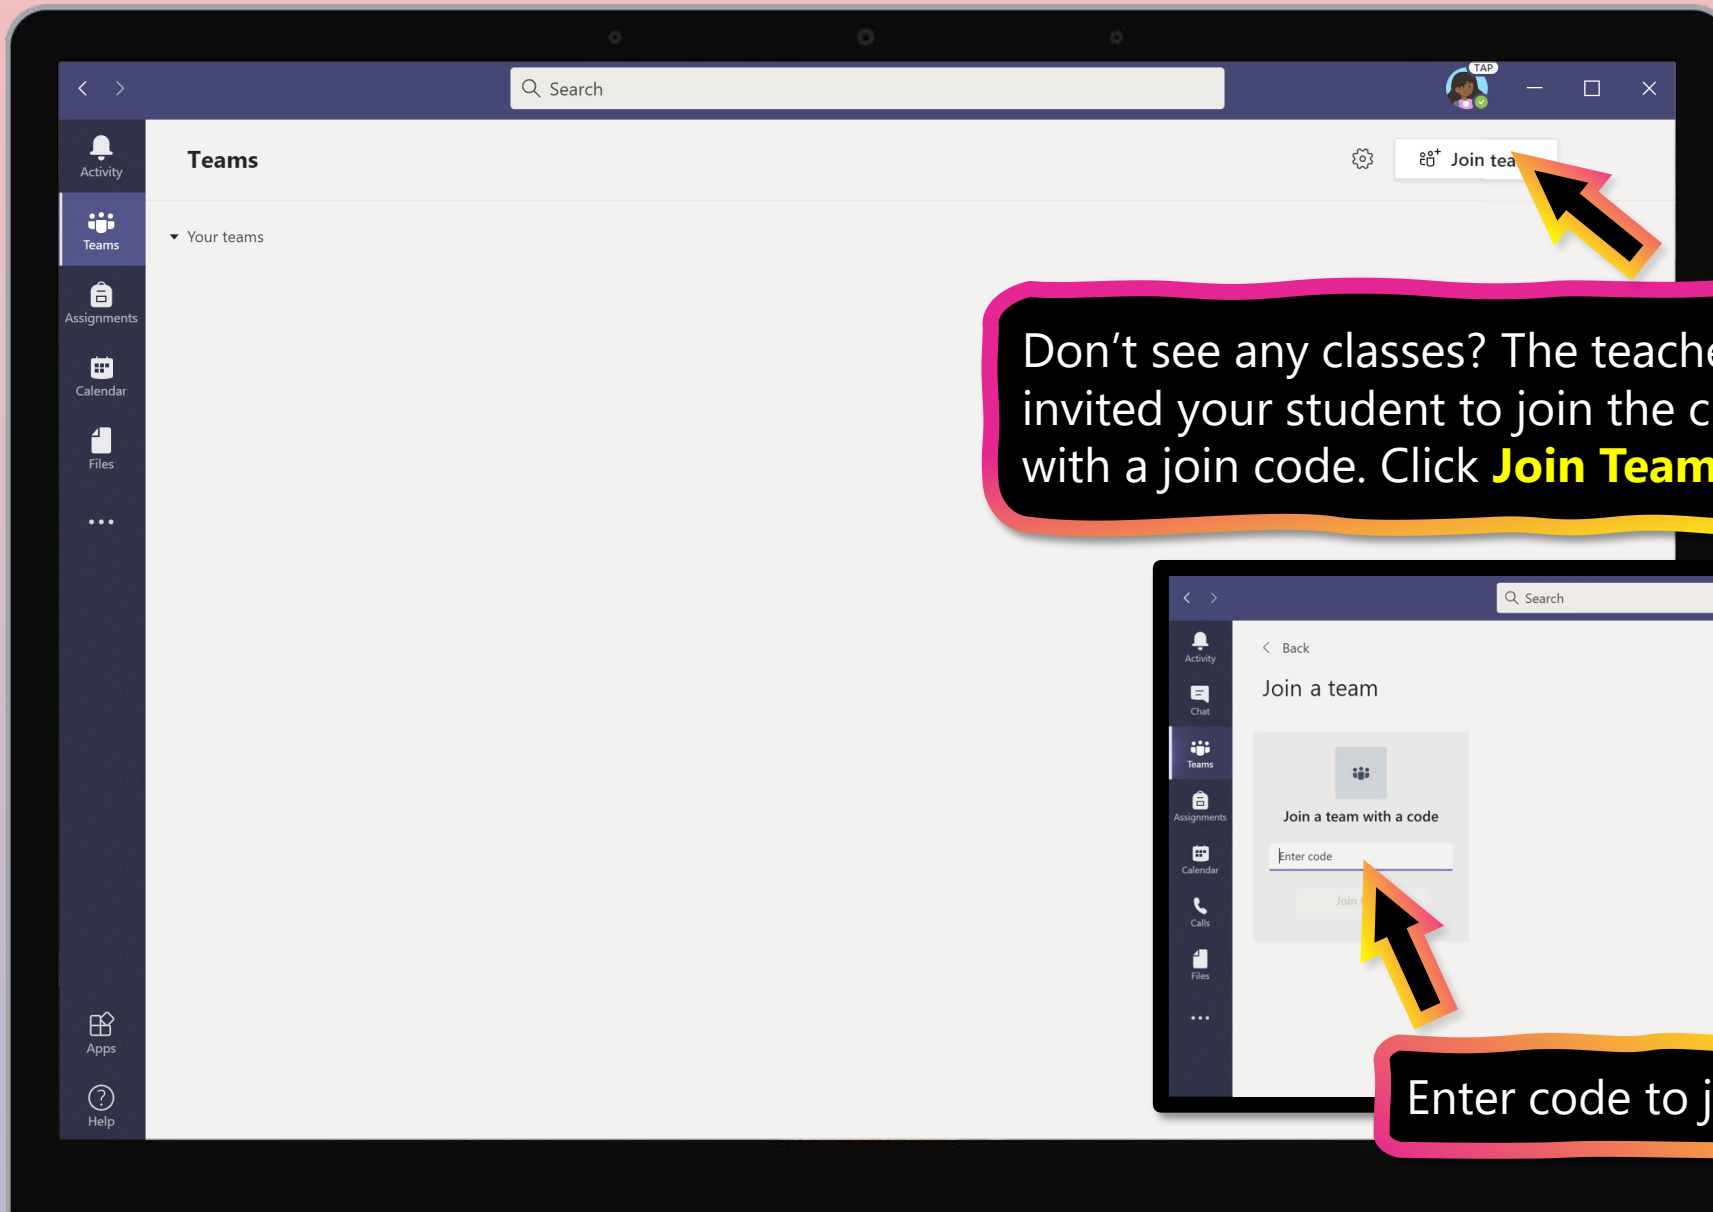 Search
TAP
Activity
Teams
Join
Teams
Your teams
Assignments
Don't see any classes? The
invited your student to join the
with a join code. Click Join Team
Calendar
Files
Search
Activity
Back
Join a team
Chat
Teams
Assignments
Join a team with a code
Enter code
Calendar
Join
Calls
Files
Apps
Enter code to
Help